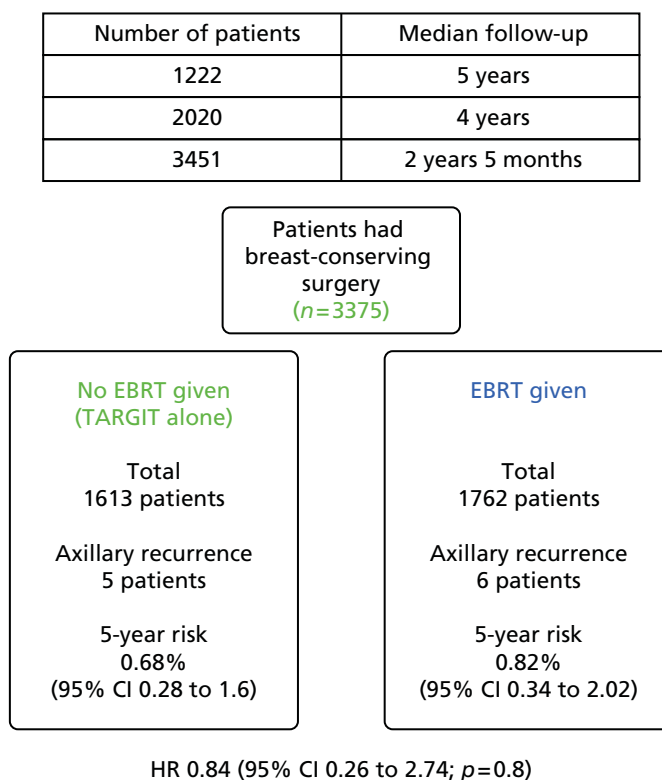 Number of patients Median follow-up
1222 5 years
2020 4 years
3451 2 years 5 months
Patients had
breast-conserving
surgery
(n=3375)
No EBRT given
(TARGIT alone)
Total
1613 patients
Axillary recurrence
5 patients
5-year risk
0.68%
(95% CI 0.28 to 1.6)
EBRT given
Total
1762 patients
Axillary recurrence
6 patients
5-year risk
0.82%
(95% CI 0.34 to 2.02)
HR 0.84 (95% CI 0.26 to 2.74; p=0.8)